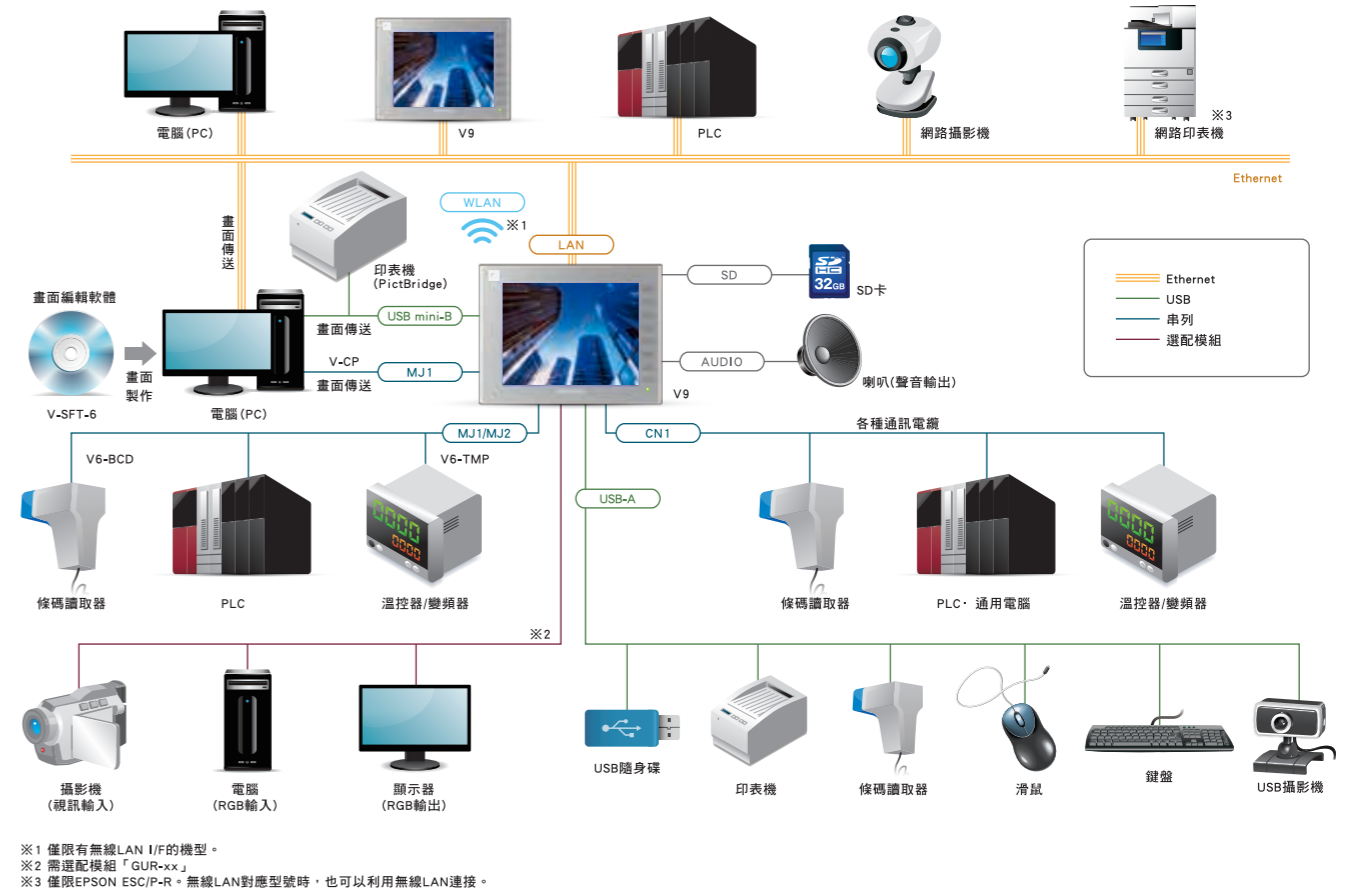 電腦(PC)
V9
PLC
網路攝影機
※3
網路印表機
Ethernet
畫面傳送
WLAN
※1
LAN
印表機
(PictBridge)
SD
SD HC
32GB
SD卡
Ethernet
USB
串列
選配模組
畫面編輯軟體
USB mini-B
畫面傳送
V-CP
畫面傳送
MJ1
AUDIO
喇叭(聲音輸出)
V9
畫面
製作
V-SFT-6
電腦(PC)
MJ1/MJ2
CN1
各種通訊電纜
V6-BCD
V6-TMP
USB-A
0000
0000
0000
0000
條碼讀取器
PLC
溫控器/變頻器
條碼讀取器
PLC・通用電腦
溫控器/變頻器
※2
攝影機
(視訊輸入)
電腦
(RGB輸入)
顯示器
(RGB輸出)
USB隨身碟
印表機
條碼讀取器
滑鼠
鍵盤
USB攝影機
※1 僅限有無線LAN I/F的機型。
※2 需選配模組「GUR-xx」
※3 僅限EPSON ESC/P-R。無線LAN對應型號時，也可以利用無線LAN連接。